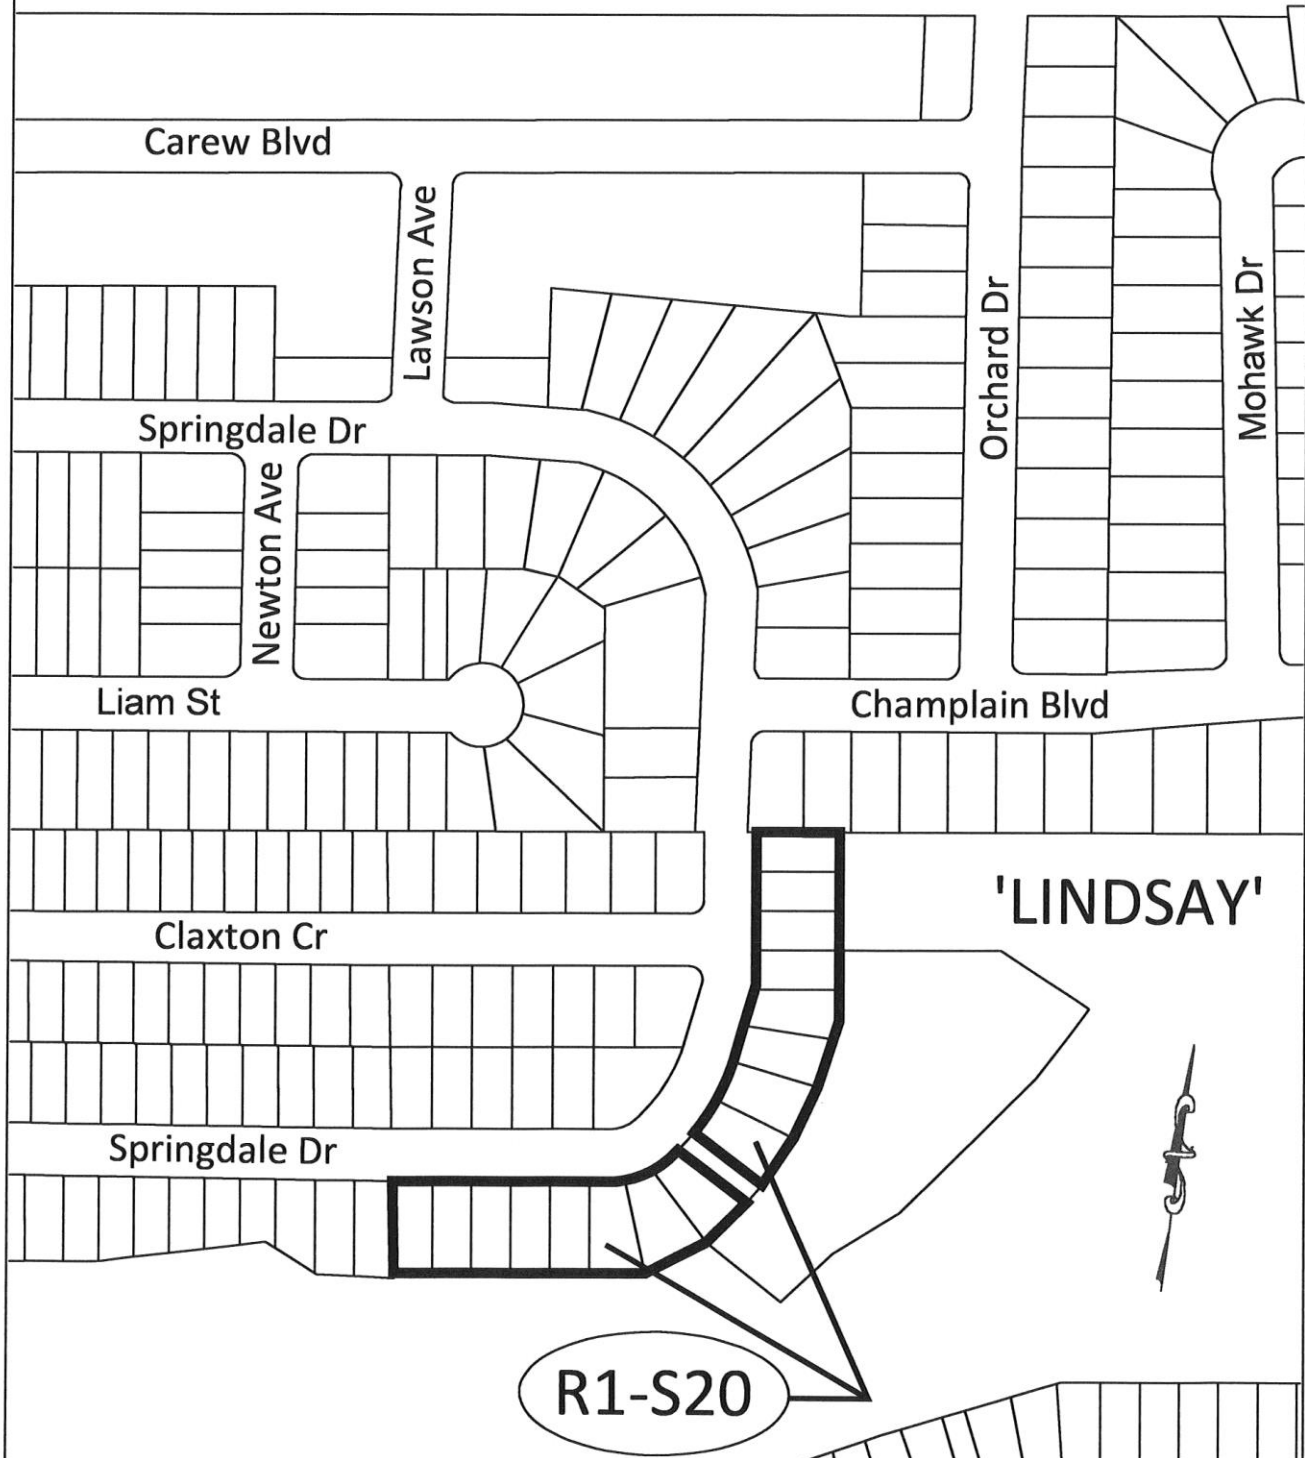 Carew Blvd
Lawson Ave
Orchard Dr
Mohawk Dr
Springdale Dr
Newton Ave
Liam St
Champlain Blvd
'LINDSAY'
Claxton Cr
Springdale Dr
R1-S20